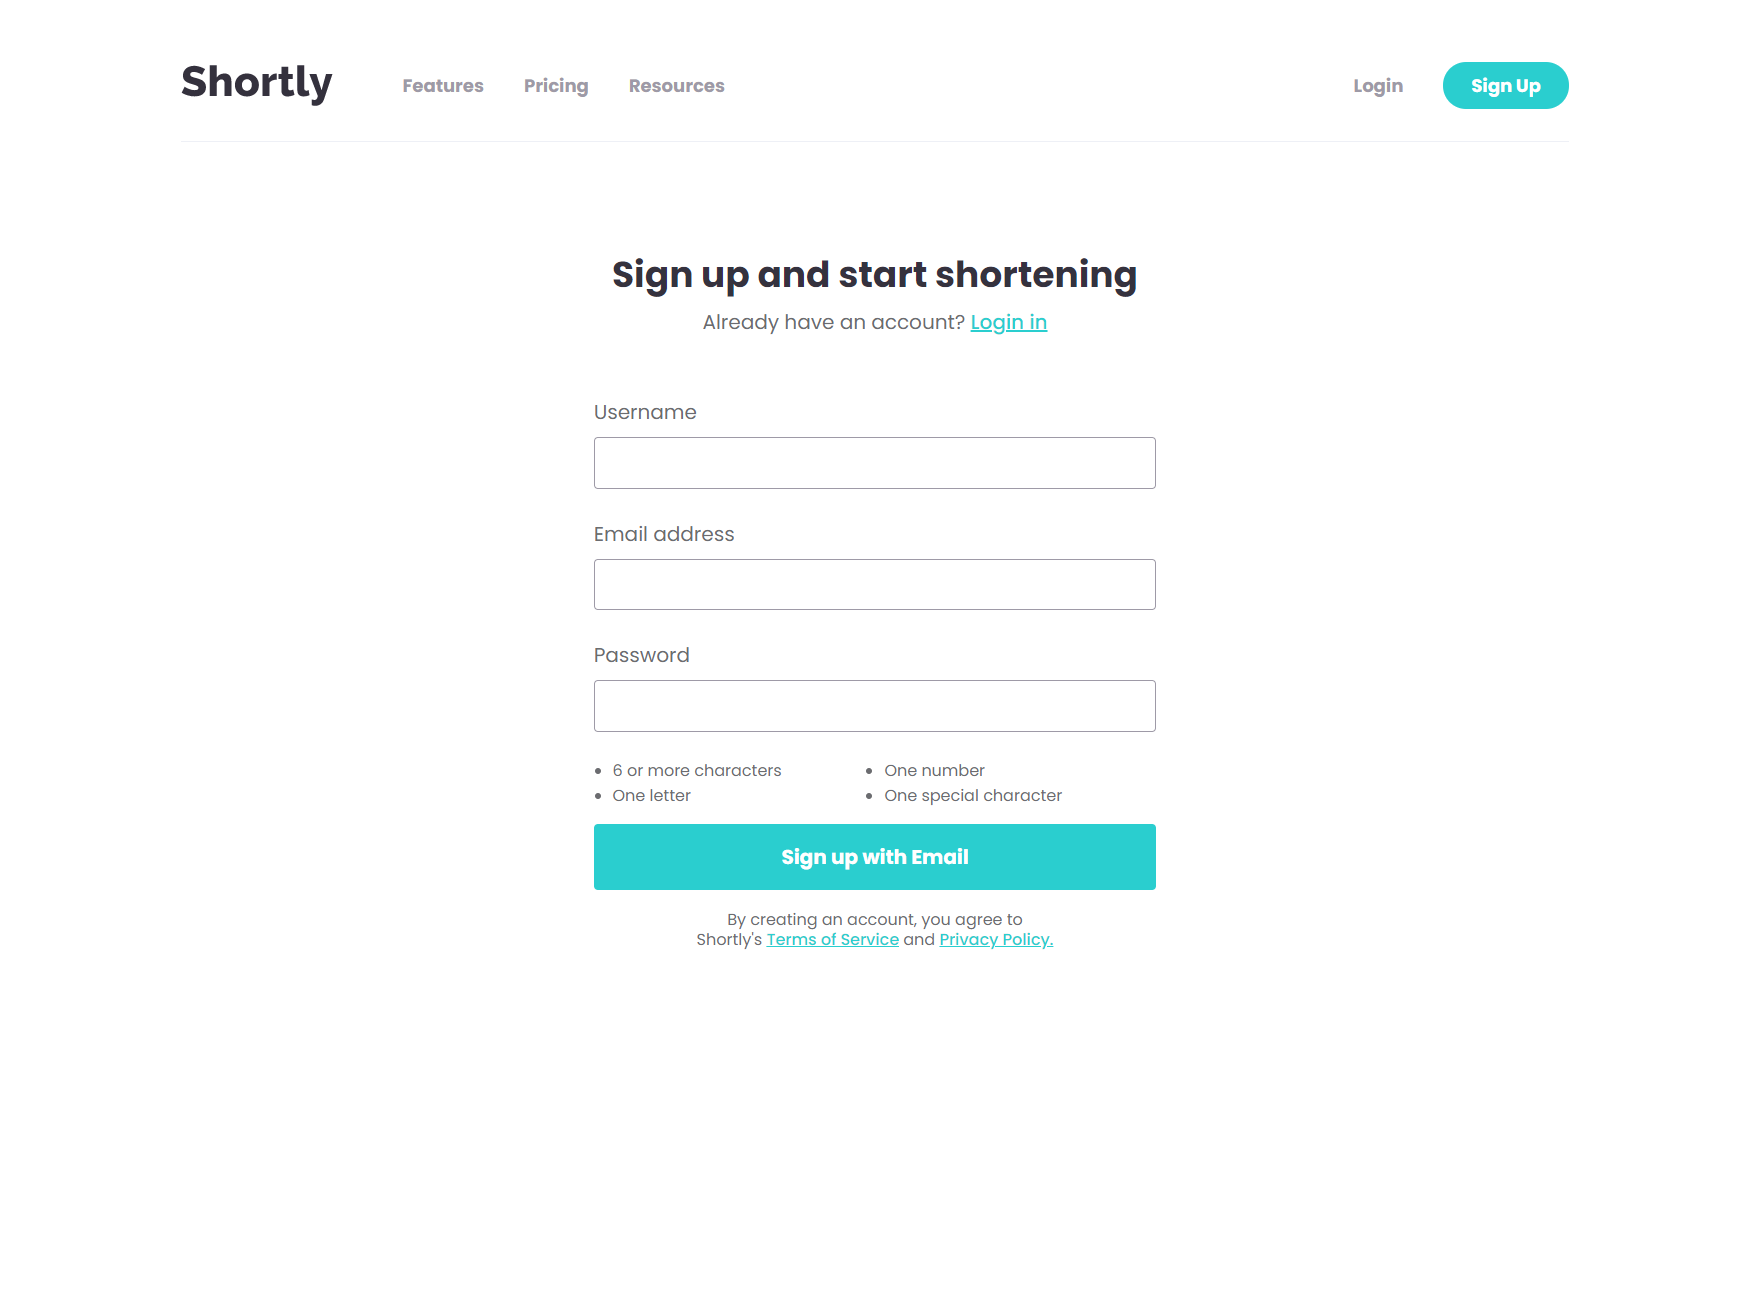 Shortly Features Pricing Resources Login Sign Up
Sign up and start shortening
Already have an account? Login in
Username
Email address
Password
• 6 or more characters • One number
• One letter • One special character
Sign up with Email
By creating an account, you agree to
Shortly's Terms of Service and Privacy Policy.